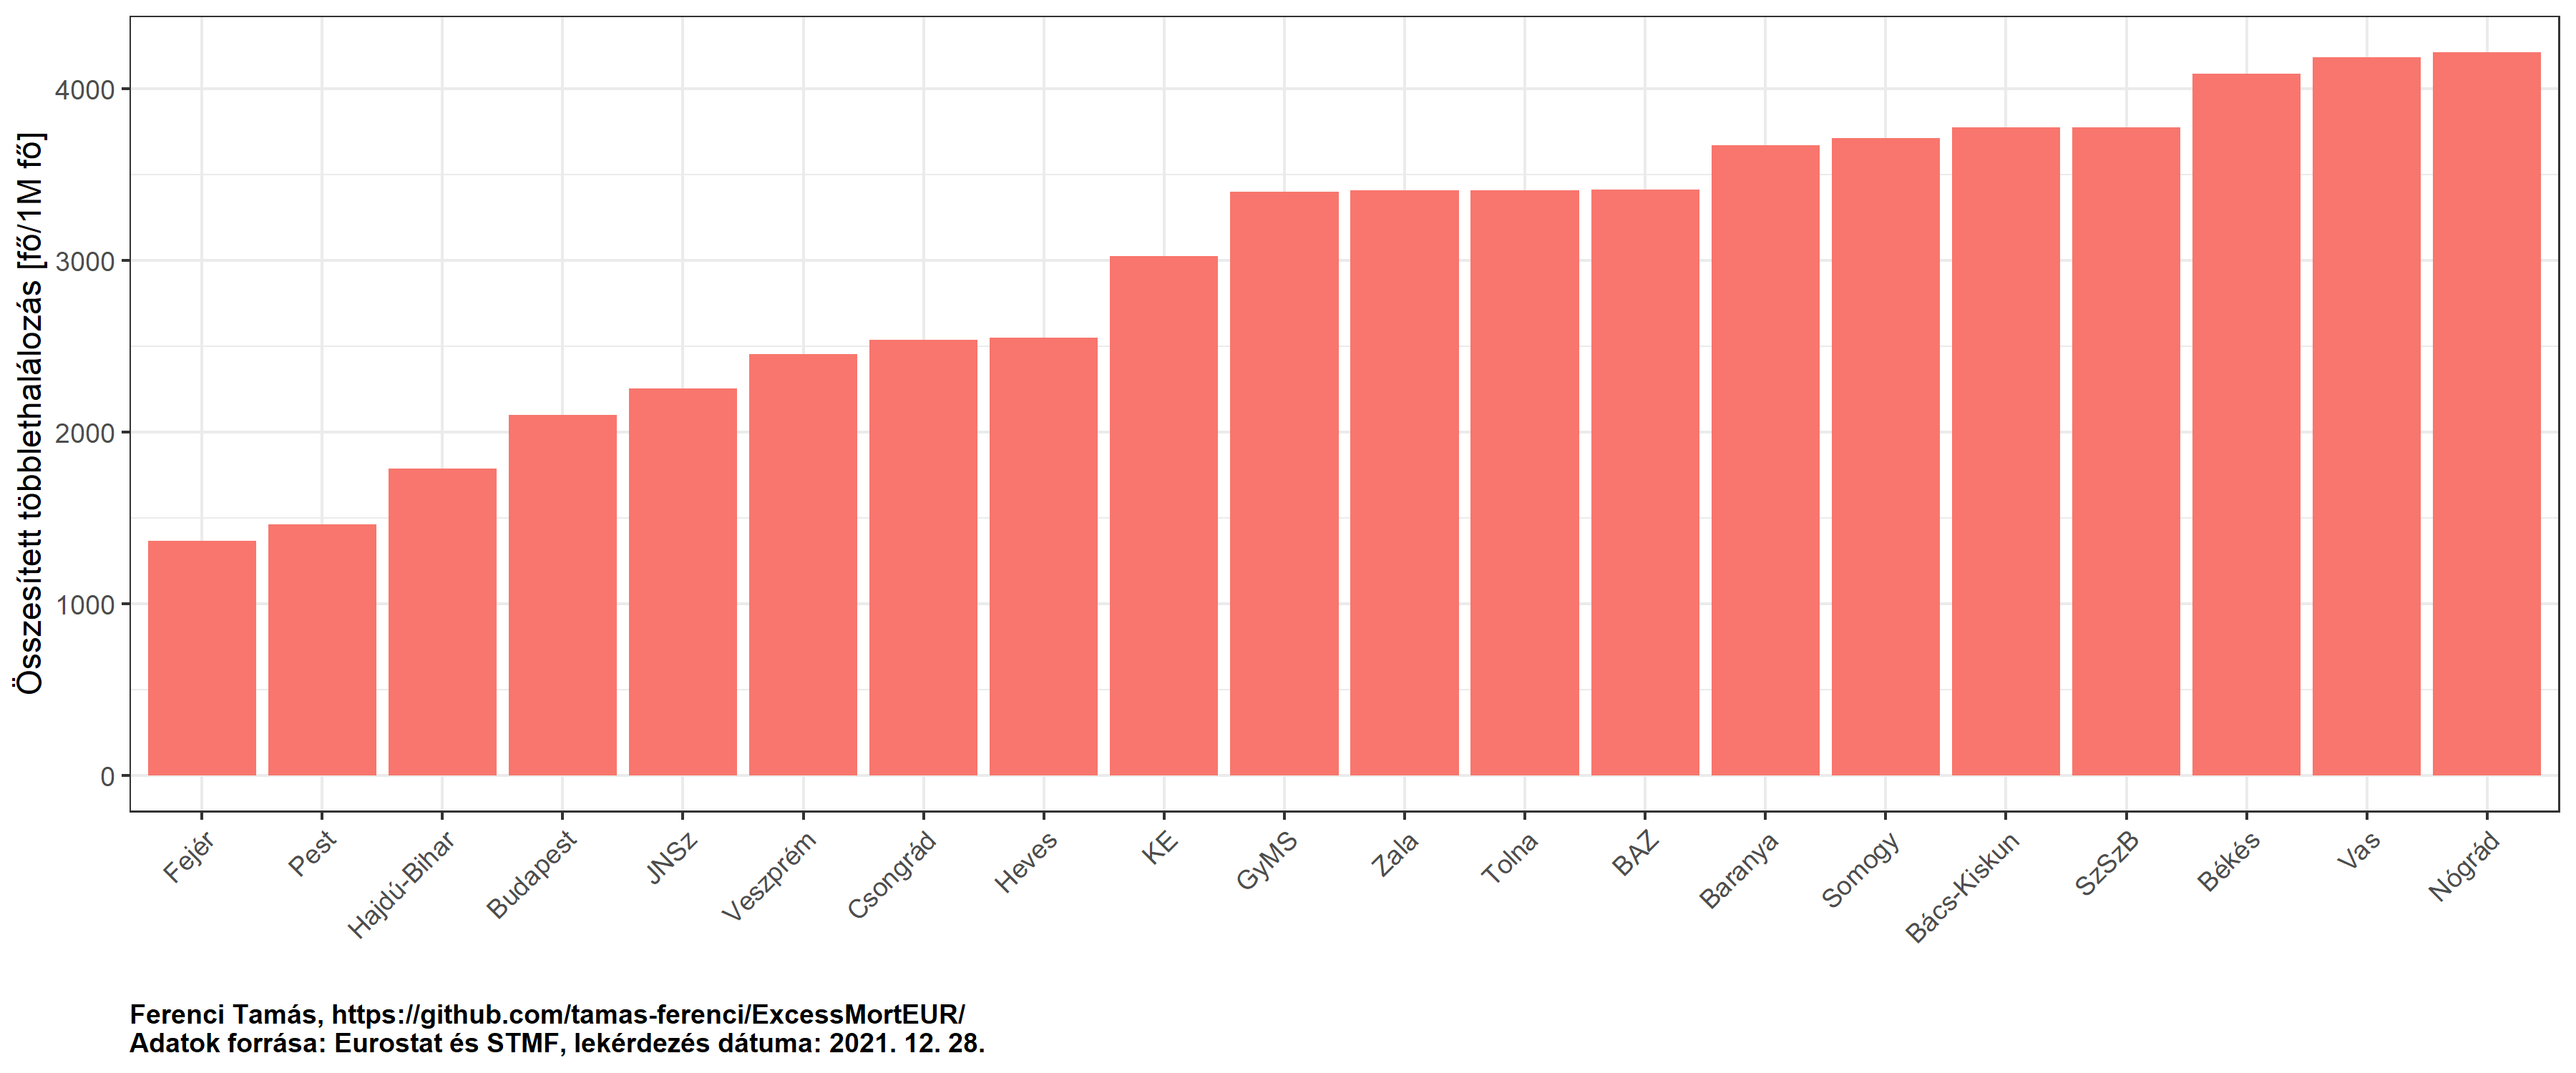 Összesített többlethalálozás [fő/1M fő]
4000
3000
2000
1000
0
Fejér
Pest
Hajdú-Bihar
Budapest
JNSz
Veszprém
Csongrád
Heves
KE
GyMS
Zala
Tolna
BAZ
Baranya
Somogy
Bács-Kiskun
SzSzB
Békés
Vas
Nógrád
Ferenci Tamás, https://github.com/tamas-ferenci/ExcessMortEUR/
Adatok forrása: Eurostat és STMF, lekérdezés dátuma: 2021. 12. 28.